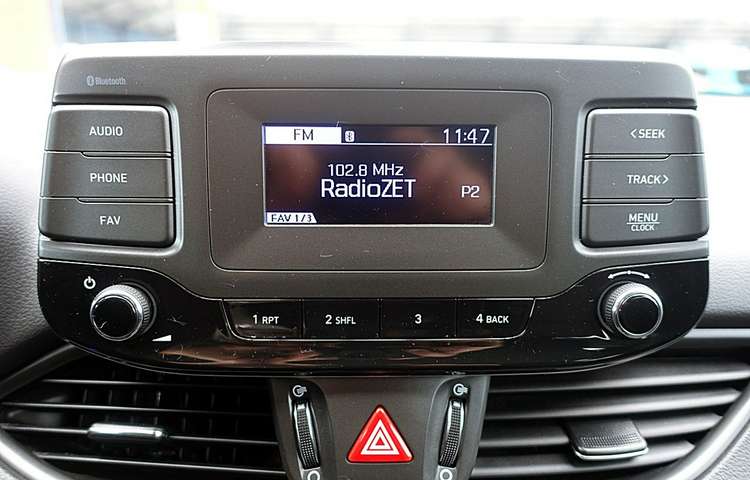 Bluetooth
AUDIO
PHONE
FAV
FM 11:47
102.8 MHz
RadioZET P2
FAV 1/3
<SEEK
TRACK>
MENU
CLOCK
1 RPT
2 SHFL
3
4 BACK